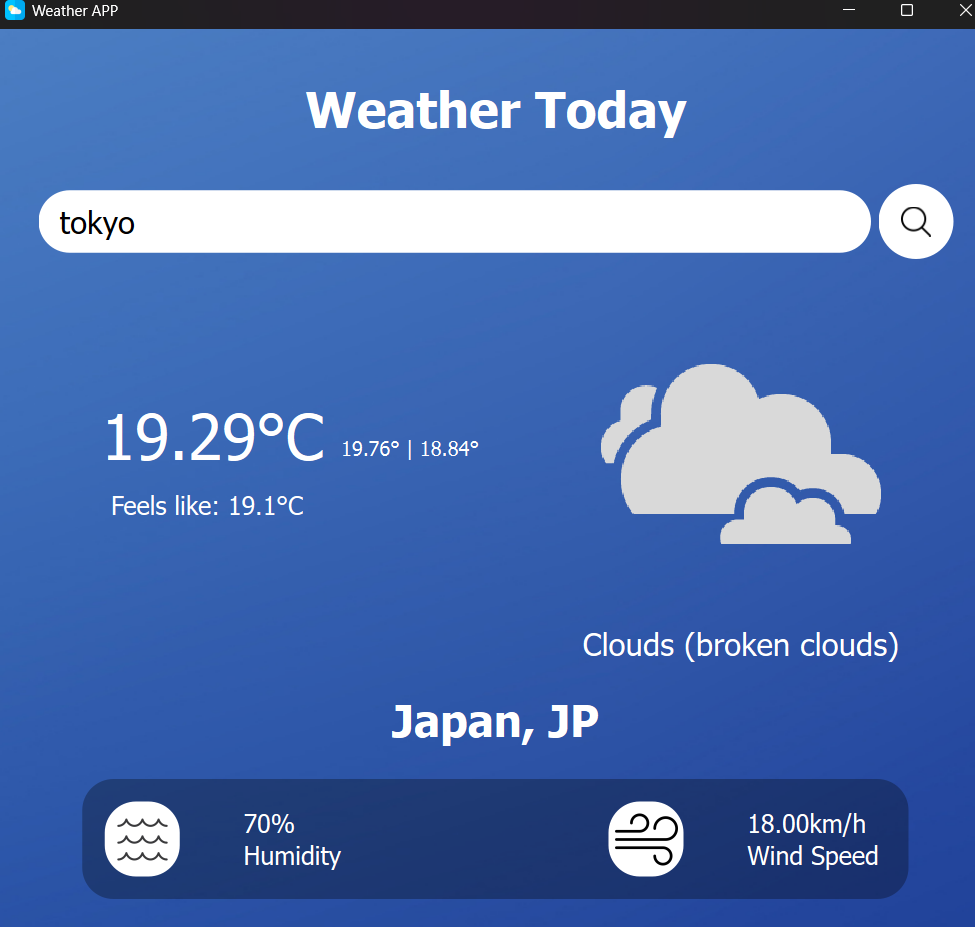 Weather APP
Weather Today
tokyo
19.29°C 19.76° | 18.84°
Feels like: 19.1°C
Clouds (broken clouds)
Japan, JP
70%
Humidity
18.00km/h
Wind Speed